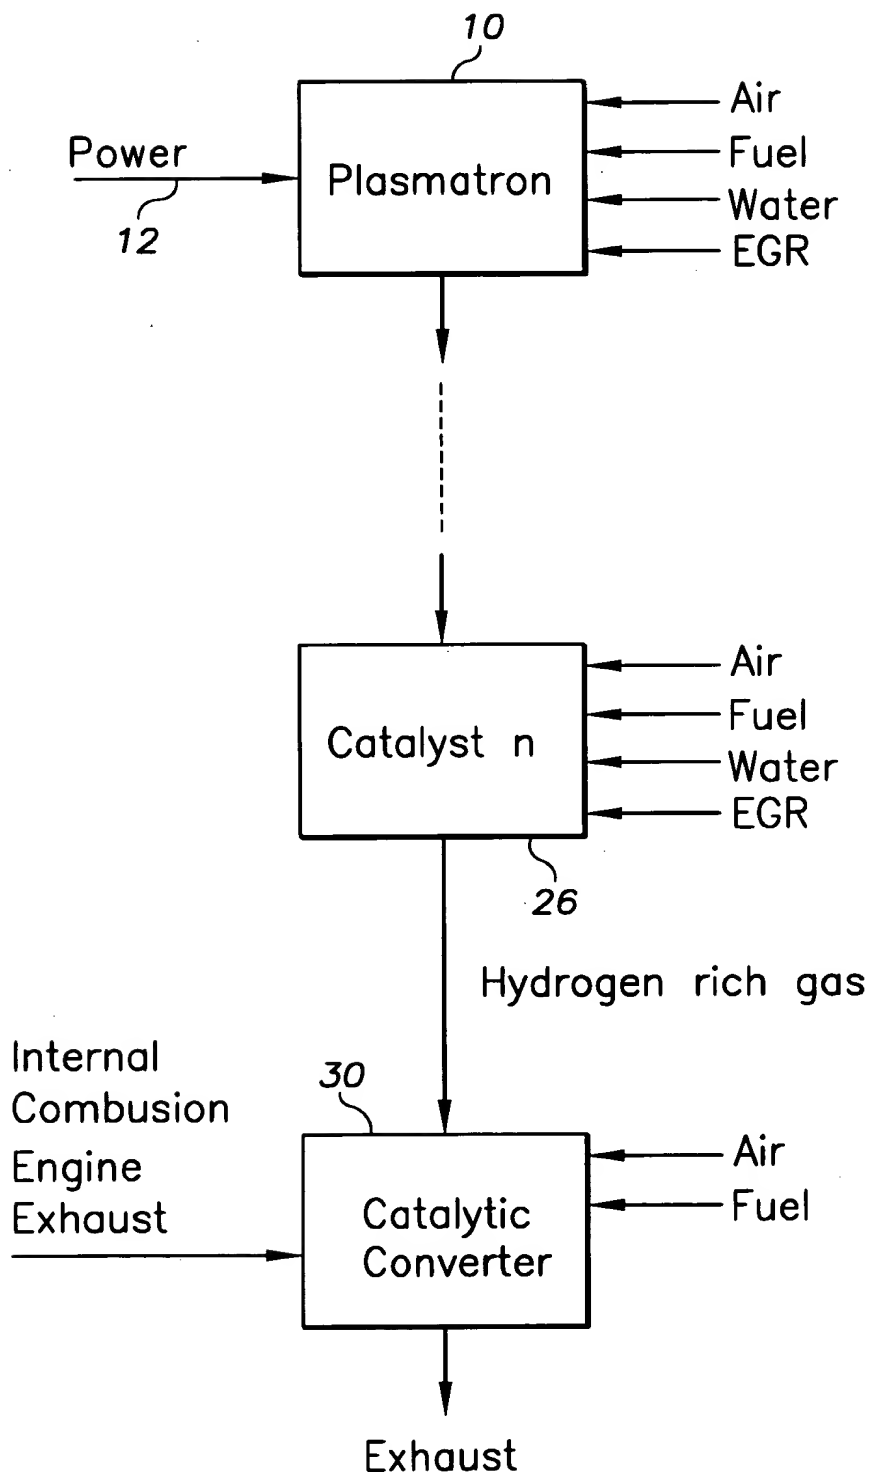 10
Air
Power
Plasmatron
Fuel
Water
12
EGR
Air
Fuel
Catalyst n
Water
EGR
26
Hydrogen rich gas
Internal
Combusion
30
Engine
Exhaust
Air
Catalytic
Converter
Fuel
Exhaust